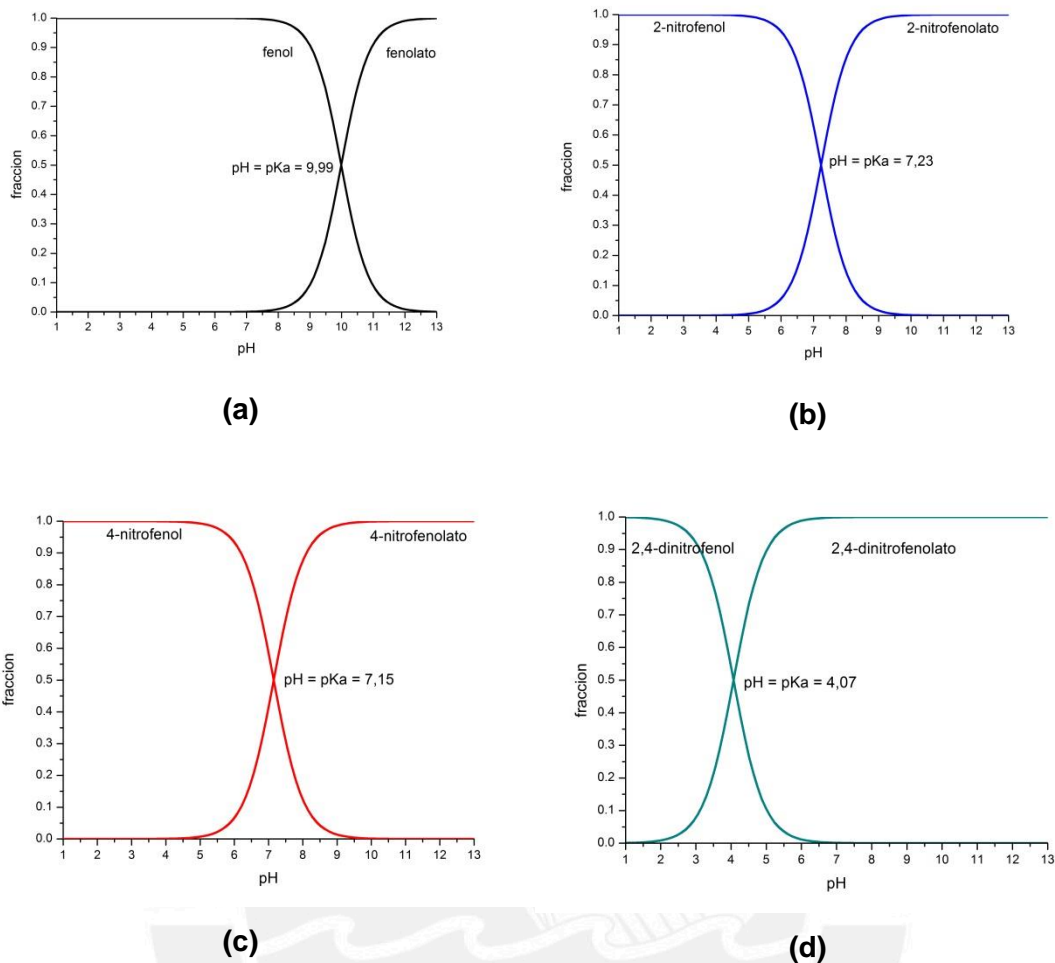 1.0
0.9
0.8
0.7
0.6
0.5
0.4
0.3
0.2
0.1
0.0
fraccion
fenol fenolato
pH = pKa = 9,99
1 2 3 4 5 6 7 8 9 10 11 12 13
pH
(a)
1.0
0.9
0.8
0.7
0.6
0.5
0.4
0.3
0.2
0.1
0.0
fraccion
2-nitrofenol 2-nitrofenolato
pH = pKa = 7,23
1 2 3 4 5 6 7 8 9 10 11 12 13
pH
(b)
1.0
0.9
0.8
0.7
0.6
0.5
0.4
0.3
0.2
0.1
0.0
fraccion
4-nitrofenol 4-nitrofenolato
pH = pKa = 7,15
1 2 3 4 5 6 7 8 9 10 11 12 13
pH
(c)
1.0
0.9
0.8
0.7
0.6
0.5
0.4
0.3
0.2
0.1
0.0
fraccion
2,4-dinitrofenol 2,4-dinitrofenolato
pH = pKa = 4,07
1 2 3 4 5 6 7 8 9 10 11 12 13
pH
(d)